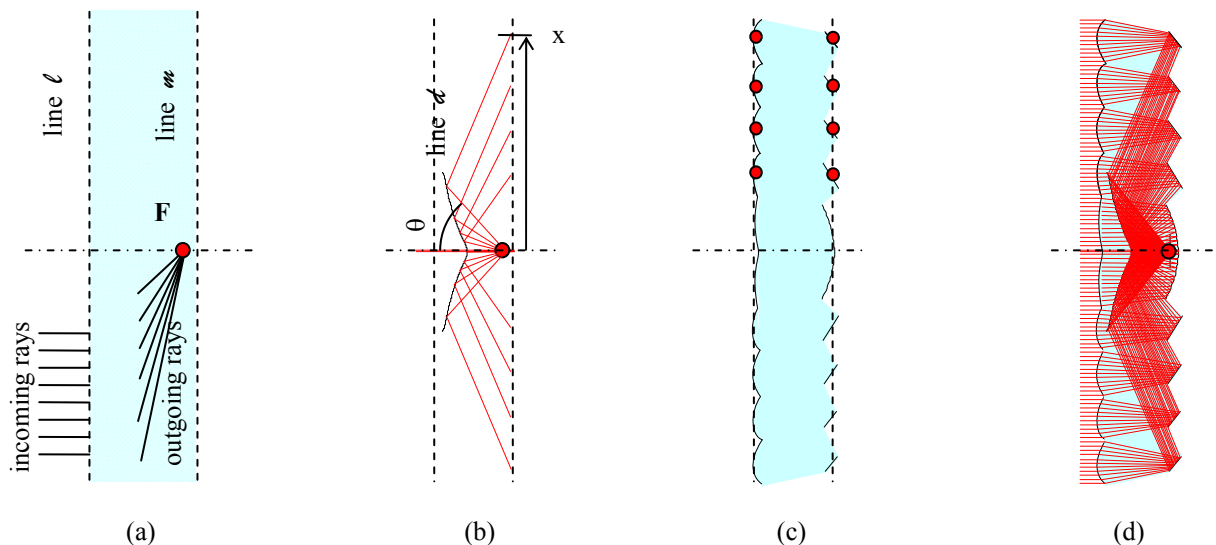 line ℓ
line 𝓂
F
incoming rays
outgoing rays
(a)
x
line 𝒹
θ
(b)
(c)
(d)